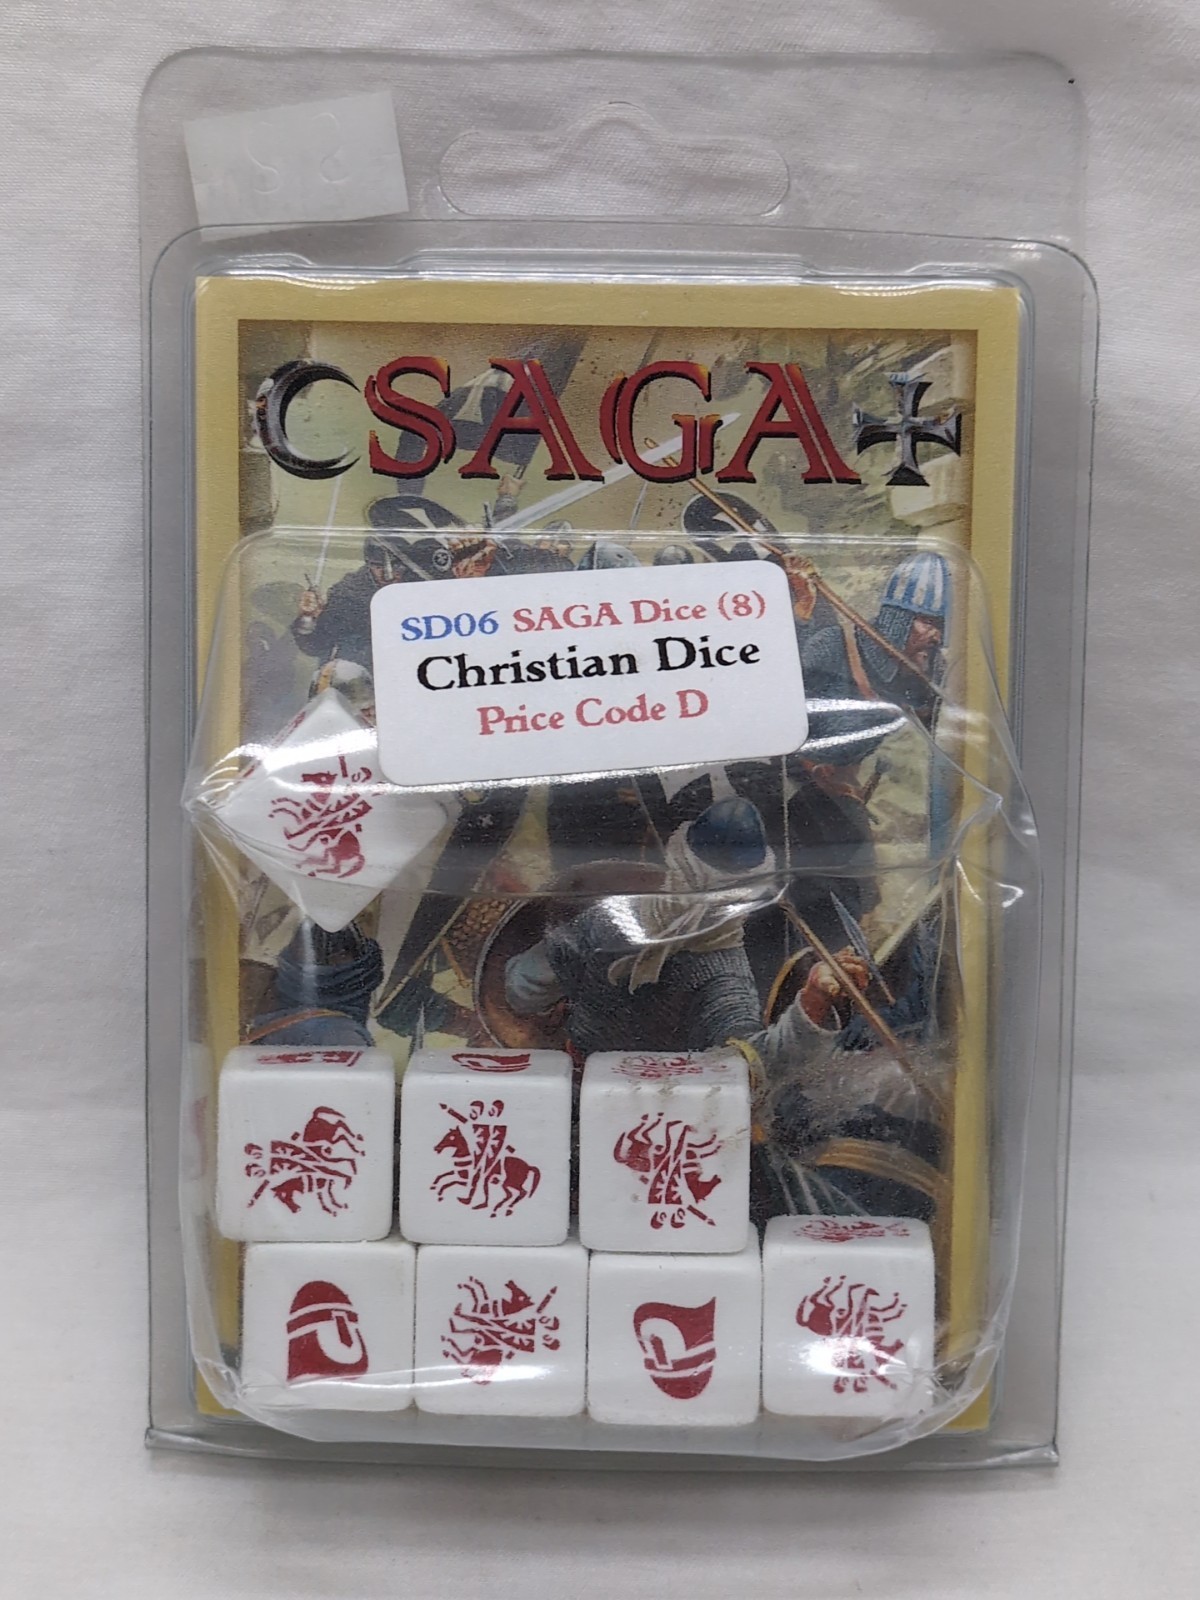 SAGA
SD06 SAGA Dice (8)
Christian Dice
Price Code D